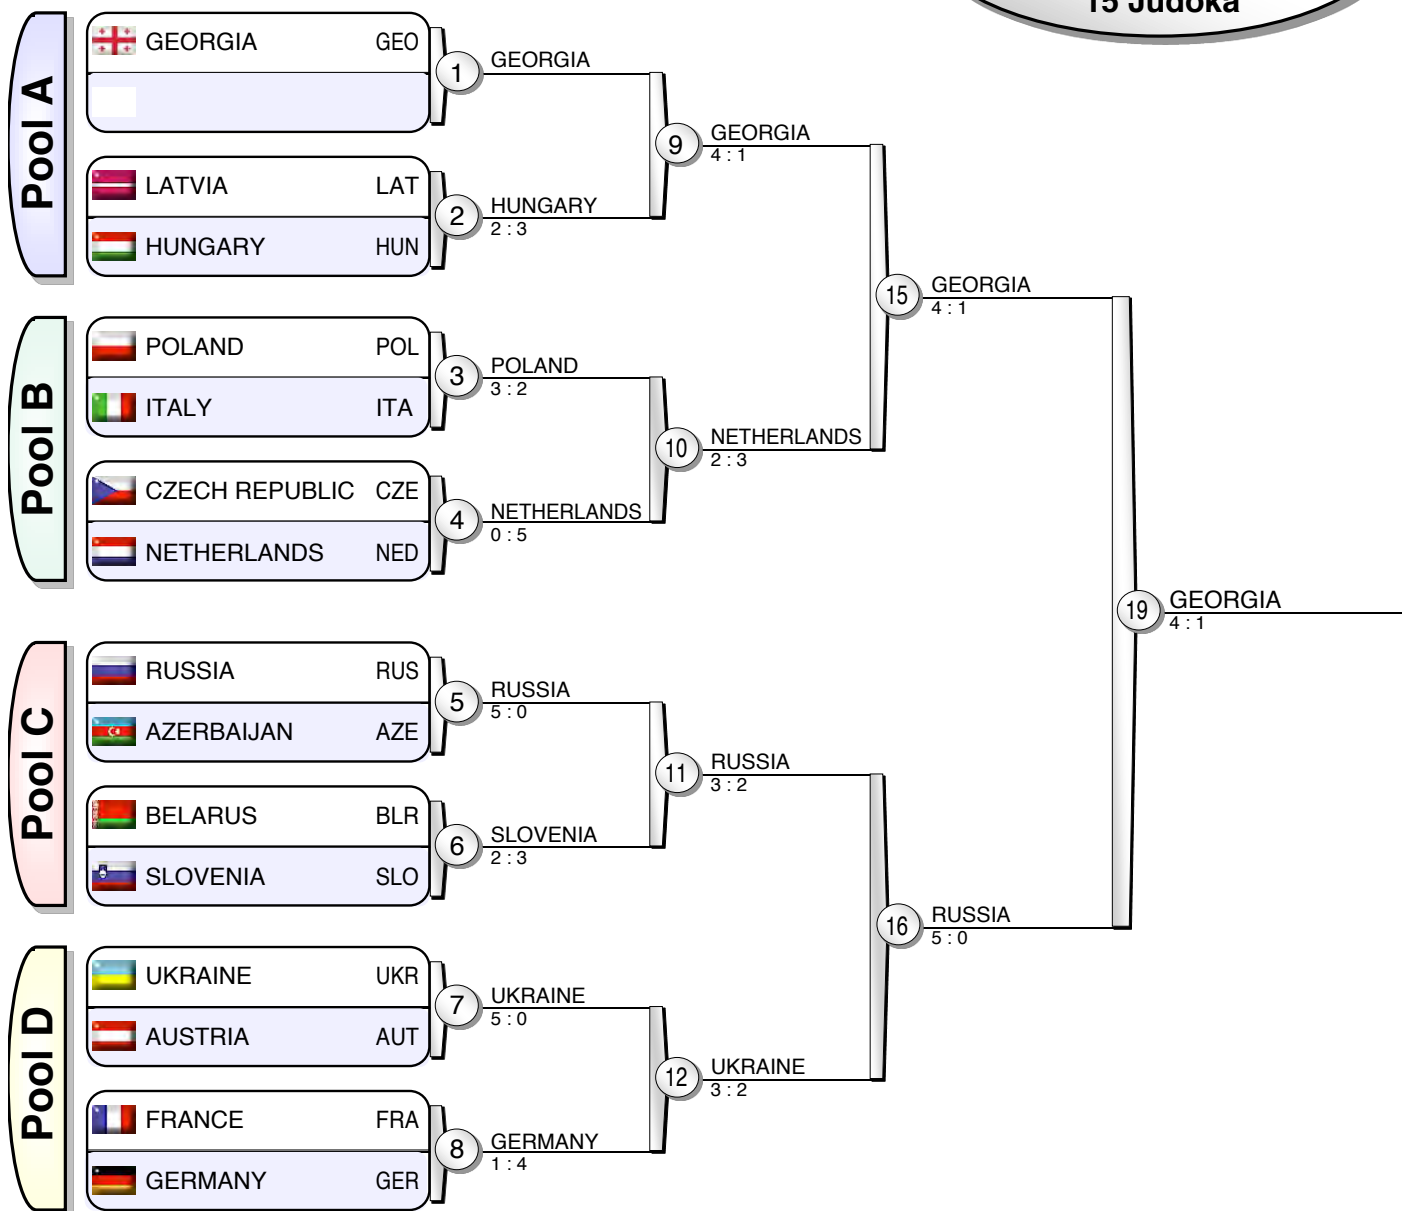 15 Judoka
Pool A
GEORGIA GEO
LATVIA LAT
HUNGARY HUN
1 GEORGIA
2 HUNGARY
2 : 3
9 GEORGIA
4 : 1
Pool B
POLAND POL
ITALY ITA
CZECH REPUBLIC CZE
NETHERLANDS NED
3 POLAND
3 : 2
4 NETHERLANDS
0 : 5
10 NETHERLANDS
2 : 3
15 GEORGIA
4 : 1
Pool C
RUSSIA RUS
AZERBAIJAN AZE
BELARUS BLR
SLOVENIA SLO
5 RUSSIA
5 : 0
6 SLOVENIA
2 : 3
11 RUSSIA
3 : 2
Pool D
UKRAINE UKR
AUSTRIA AUT
FRANCE FRA
GERMANY GER
7 UKRAINE
5 : 0
8 GERMANY
1 : 4
12 UKRAINE
3 : 2
16 RUSSIA
5 : 0
19 GEORGIA
4 : 1